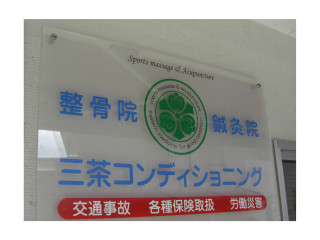 Sports massagi & Acupuncture
整骨院 鍼灸院
三茶コンディショニング
交通事故 各種保険取扱 労働災害